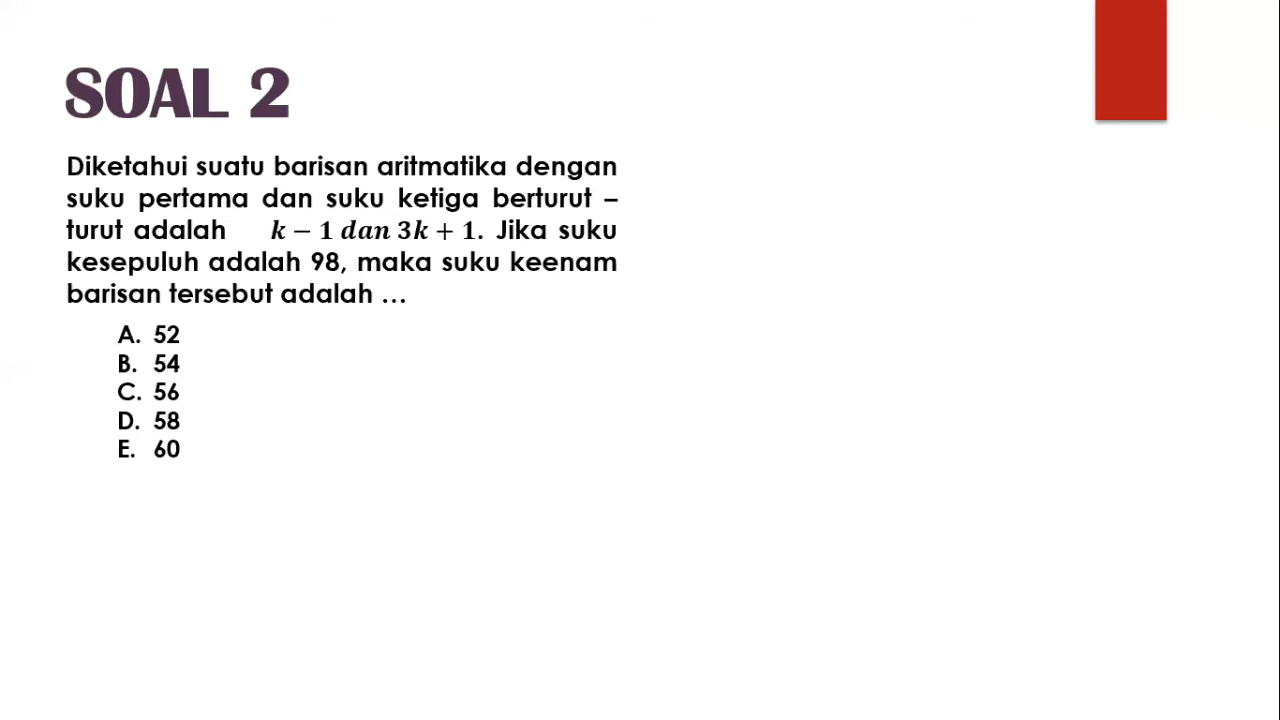 SOAL 2
Diketahui suatu barisan aritmatika dengan
suku pertama dan suku ketiga berturut –
turut adalah k − 1 dan 3k + 1. Jika suku
kesepuluh adalah 98, maka suku keenam
barisan tersebut adalah ...
A. 52
B. 54
C. 56
D. 58
E. 60